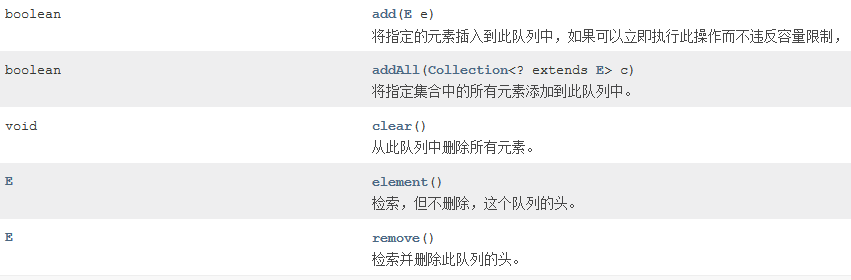 boolean add(E e)
将指定的元素插入到此队列中，如果可以立即执行此操作而不违反容量限制，
boolean addAll(Collection<? extends E> c)
将指定集合中的所有元素添加到此队列中。
void clear()
从此队列中删除所有元素。
E element()
检索，但不删除，这个队列的头。
E remove()
检索并删除此队列的头。